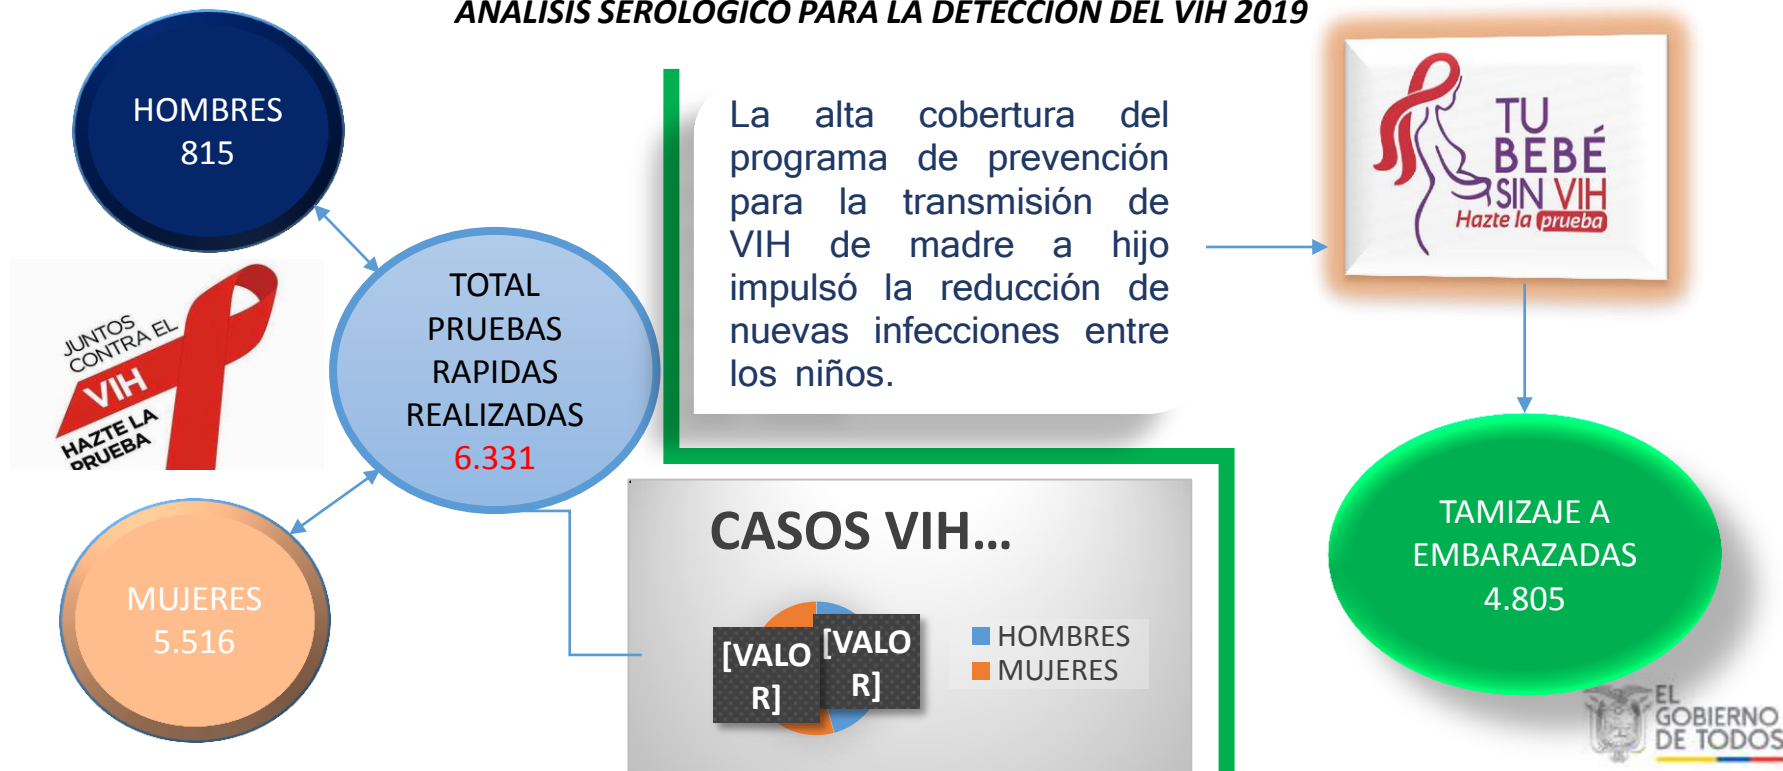 ANALISIS SEROLOGICO PARA LA DETECCION DEL VIH 2019
HOMBRES
815
JUNTOS
CONTRA EL
VIH
HAZTE LA
PRUEBA
TOTAL
PRUEBAS
RAPIDAS
REALIZADAS
6.331
MUJERES
5.516
La alta cobertura del
programa de prevención
para la transmisión de
VIH de madre a hijo
impulsó la reducción de
nuevas infecciones entre
los niños.
CASOS VIH...
[VALO
R]
[VALO
R]
HOMBRES
MUJERES
TU
BEBÉ
SIN VIH
Hazte la prueba
TAMIZAJE A
EMBARAZADAS
4.805
EL
GOBIERNO
DE TODOS